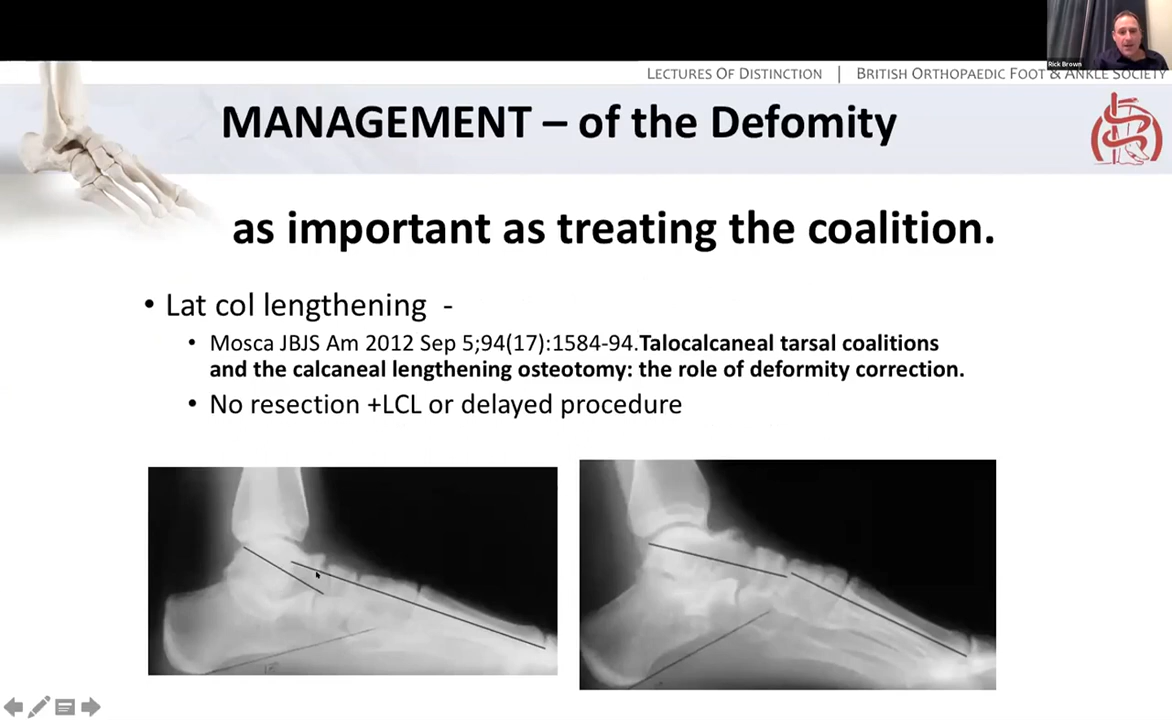 Rick Brown
LECTURES OF DISTINCTION | BRITISH ORTHOPAEDIC FOOT & ANKLE SOCIETY
MANAGEMENT – of the Defomity
as important as treating the coalition.
• Lat col lengthening -
• Mosca JBJS Am 2012 Sep 5;94(17):1584-94.Talocalcaneal tarsal coalitions
and the calcaneal lengthening osteotomy: the role of deformity correction.
• No resection +LCL or delayed procedure